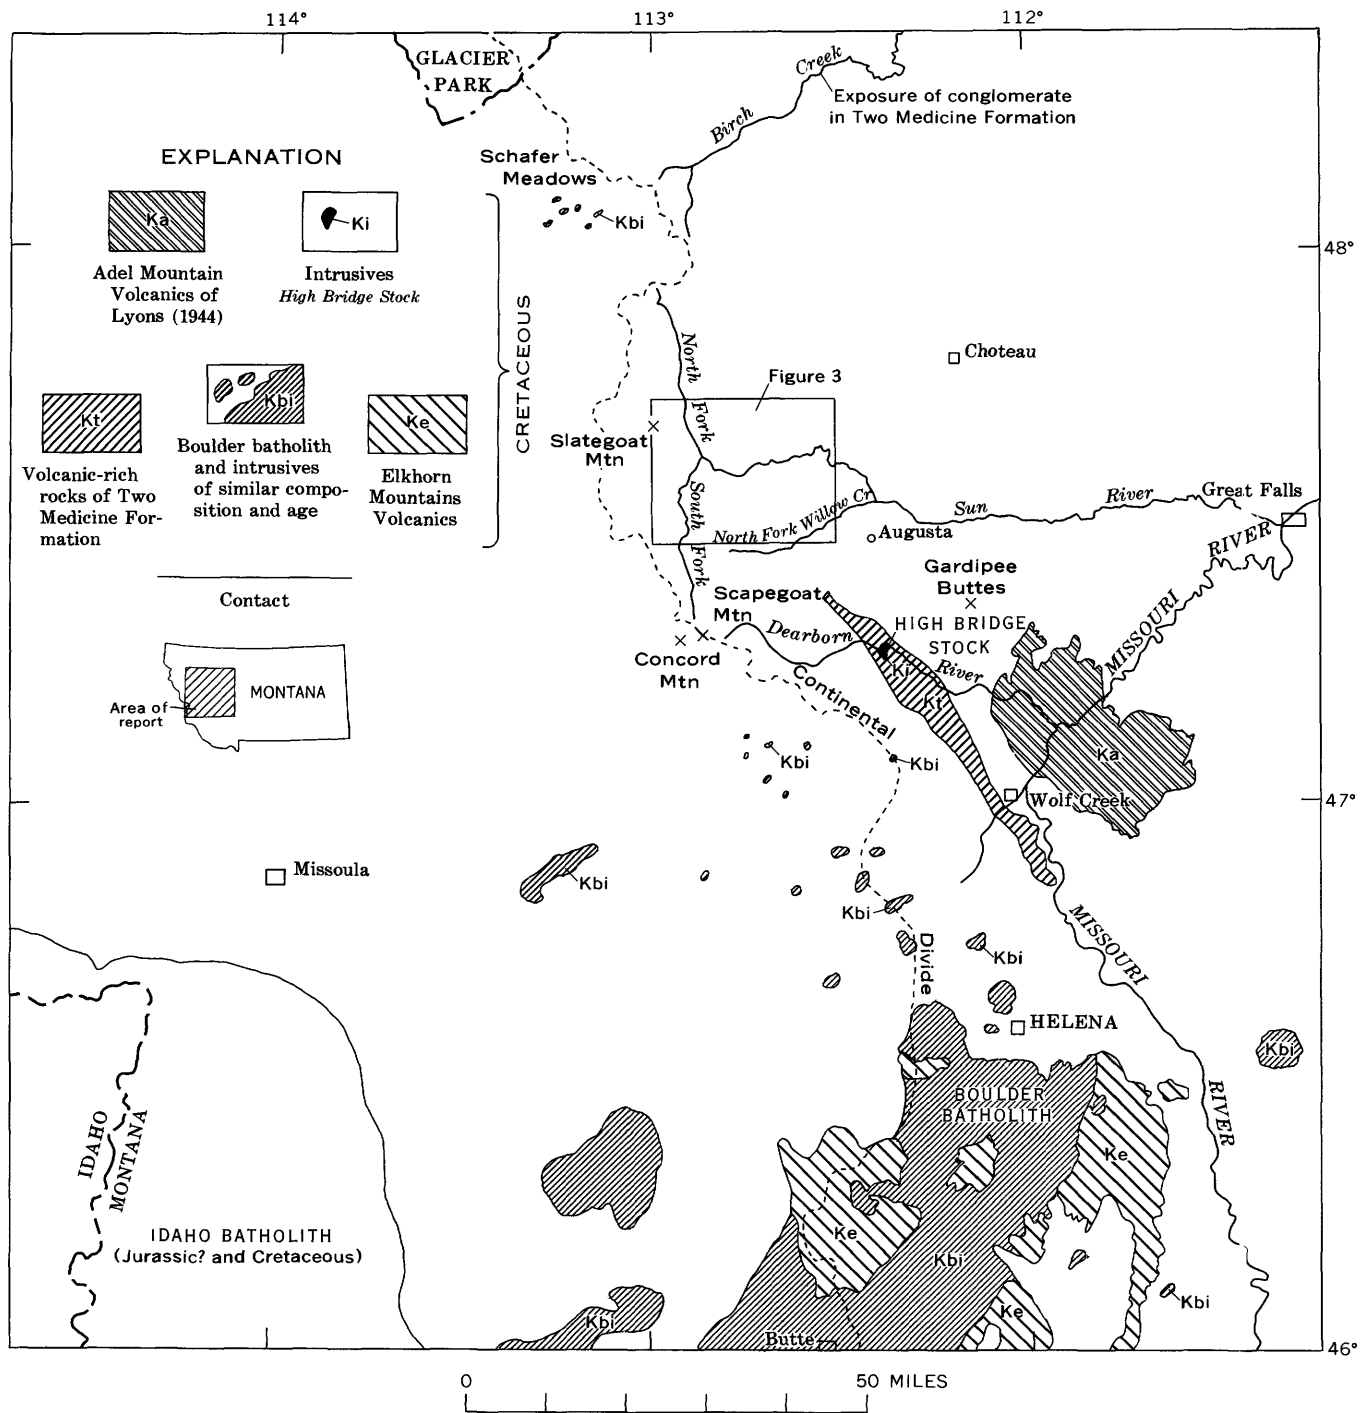 114°
113°
112°
GLACIER
PARK
Creek
Birch
Exposure of conglomerate
in Two Medicine Formation
EXPLANATION
Schafer
Meadows
Kbi
48°
Ka
Adel Mountain
Volcanics of
Lyons (1944)
Ki
Intrusives
High Bridge Stock
Kt
Volcanic-rich
rocks of Two
Medicine For-
mation
Kbi
Boulder batholith
and intrusives
of similar compo-
sition and age
Ke
Elkhorn
Mountains
Volcanics
CRETACEOUS
Contact
MONTANA
Area of
report
North
Fork
Choteau
Figure 3
Slategoat
Mtn
South
Fork
North Fork Willow Cr
Sun
River
Great Falls
Augusta
RIVER
MISSOURI
Gardipee
Buttes
Scapegoat
Mtn
HIGH BRIDGE
STOCK
Dearborn
River
Ki
Kt
Concord
Mtn
Continental
Kbi
Kbi
Ka
Wolf Creek
47°
Missoula
Kbi
Kbi
Divide
Kbi
MISSOURI
RIVER
HELENA
Kbi
BOULDER
BATHOLITH
Ke
IDAHO
MONTANA
IDAHO BATHOLITH
(Jurassic? and Cretaceous)
Ke
Kbi
Kbi
Ke
Kbi
Butte
46°
0
50 MILES